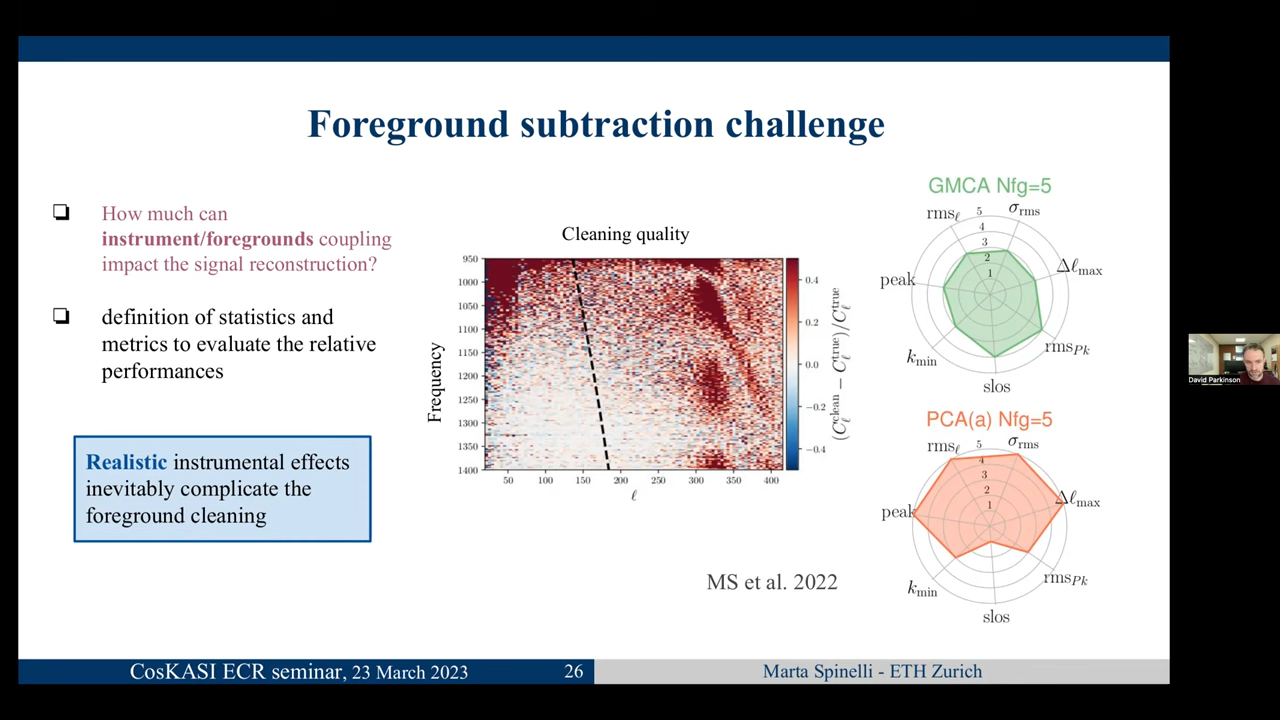 Foreground subtraction challenge
❏ How much can
instrument/foregrounds coupling
impact the signal reconstruction?
❏ definition of statistics and
metrics to evaluate the relative
performances
Realistic instrumental effects
inevitably complicate the
foreground cleaning
Cleaning quality
Frequency
950
1000
1050
1100
1150
1200
1250
1300
1350
1400
50 100 150 200 250 300 350 400
ℓ
0.4
0.2
0.0
−0.2
−0.4
(C_ℓ^clean − C_ℓ^true)/C_ℓ^true
MS et al. 2022
GMCA Nfg=5
rms_ℓ 5 σ_rms
4
3
2
1
Δℓ_max
peak
rms_Pk
k_min
slos
PCA(a) Nfg=5
rms_ℓ 5 σ_rms
4
3
2
1
Δℓ_max
peak
rms_Pk
k_min
slos
David Parkinson
CosKASI ECR seminar, 23 March 2023 26 Marta Spinelli - ETH Zurich